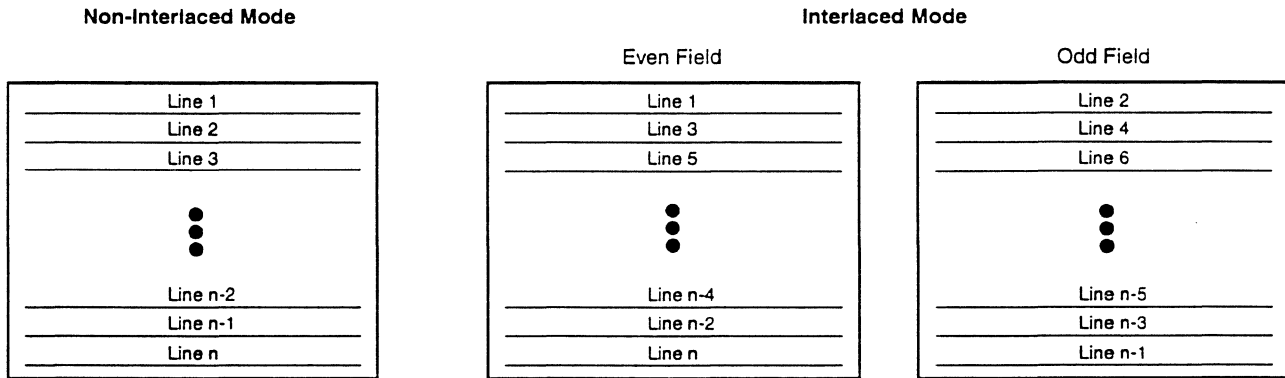 Non-Interlaced Mode
Line 1
Line 2
Line 3
Line n-2
Line n-1
Line n
Interlaced Mode
Even Field
Line 1
Line 3
Line 5
Line n-4
Line n-2
Line n
Odd Field
Line 2
Line 4
Line 6
Line n-5
Line n-3
Line n-1